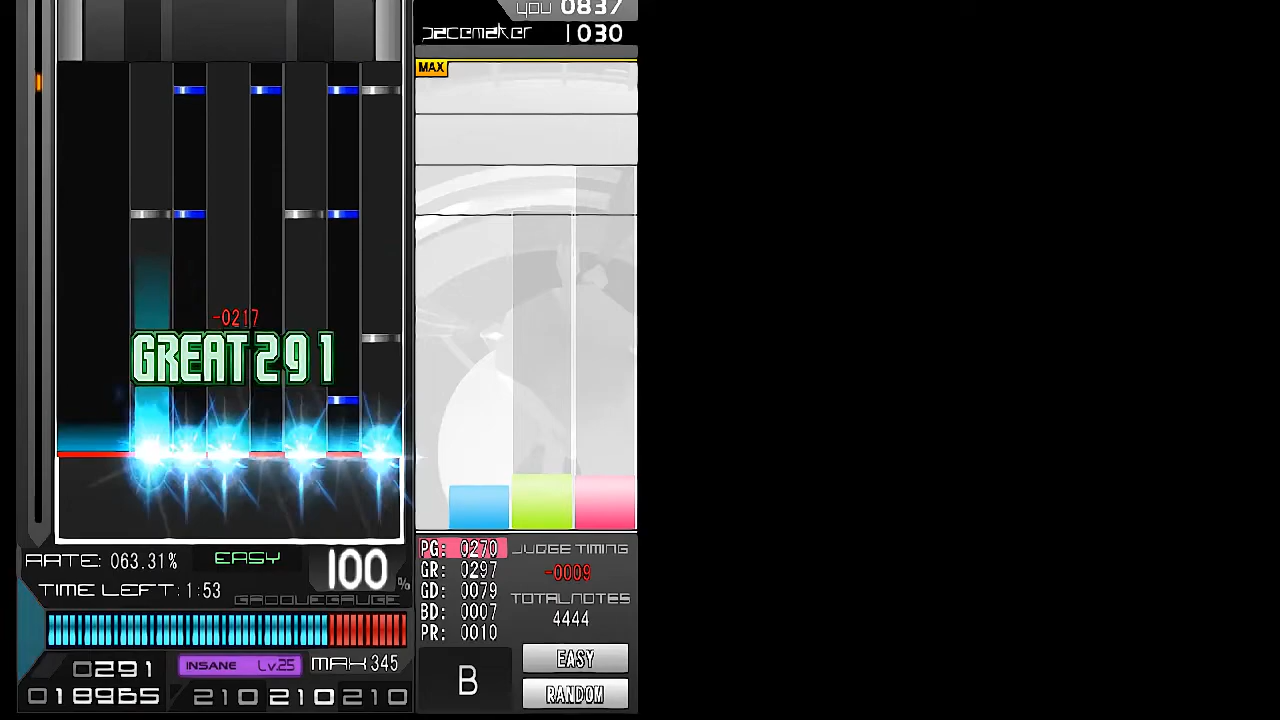 you 0837
pacemaker 1030
MAX
-0217
GREAT 291
RATE: 063.31% EASY 100 %
TIME LEFT: 1:53
GROOVEGAUGE
0291 INSANE Lv.25 MAX 345
018965 210 210 210
PG: 0270
GR: 0297
GD: 0079
BD: 0007
PR: 0010
JUDGE TIMING
-0009
TOTALNOTES
4444
B
EASY
RANDOM